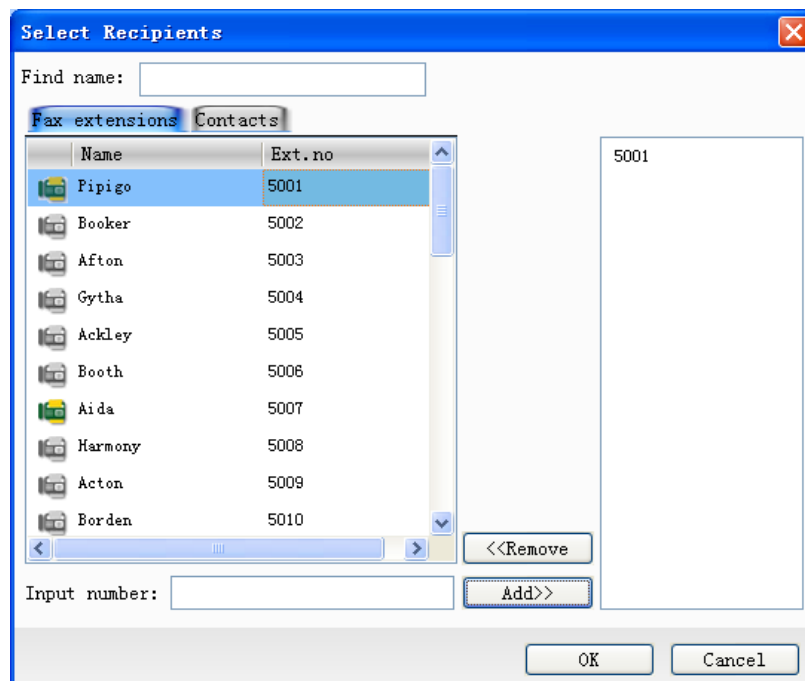 Select Recipients
Find name:
Fax extensions Contacts
Name Ext.no
Pipigo 5001
Booker 5002
Afton 5003
Gytha 5004
Ackley 5005
Booth 5006
Aida 5007
Harmony 5008
Acton 5009
Borden 5010
5001
<<Remove
Input number:
Add>>
OK Cancel